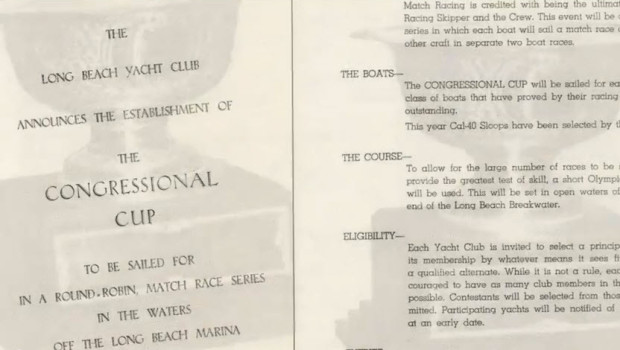 THE
LONG BEACH YACHT CLUB
ANNOUNCES THE ESTABLISHMENT OF
THE
CONGRESSIONAL
CUP
TO BE SAILED FOR
IN A ROUND-ROBIN, MATCH RACE SERIES
IN THE WATERS
OFF THE LONG BEACH MARINA
Match Racing is credited with being the
Racing Skipper and the Crew. This event will be
series in which each boat will sail a match race
other craft in separate two boat races.
THE BOATS—
The CONGRESSIONAL CUP will be sailed for
class of boats that have proved by their racing
outstanding.
This year Cal-40 Sloops have been selected by
THE COURSE—
To allow for the large number of races to be
provide the greatest test of skill, a short
will be used. This will be set in open waters
end of the Long Beach Breakwater.
ELIGIBILITY—
Each Yacht Club is invited to select a
its membership by whatever means it sees
a qualified alternate. While it is not a rule,
couraged to have as many club members in
possible. Contestants will be selected from
mitted. Participating yachts will be notified of
at an early date.